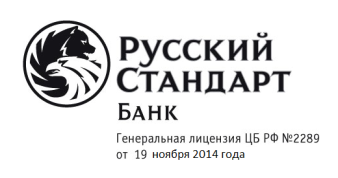 Русский
Стандарт
Банк
Генеральная лицензия ЦБ РФ №2289
от 19 ноября 2014 года